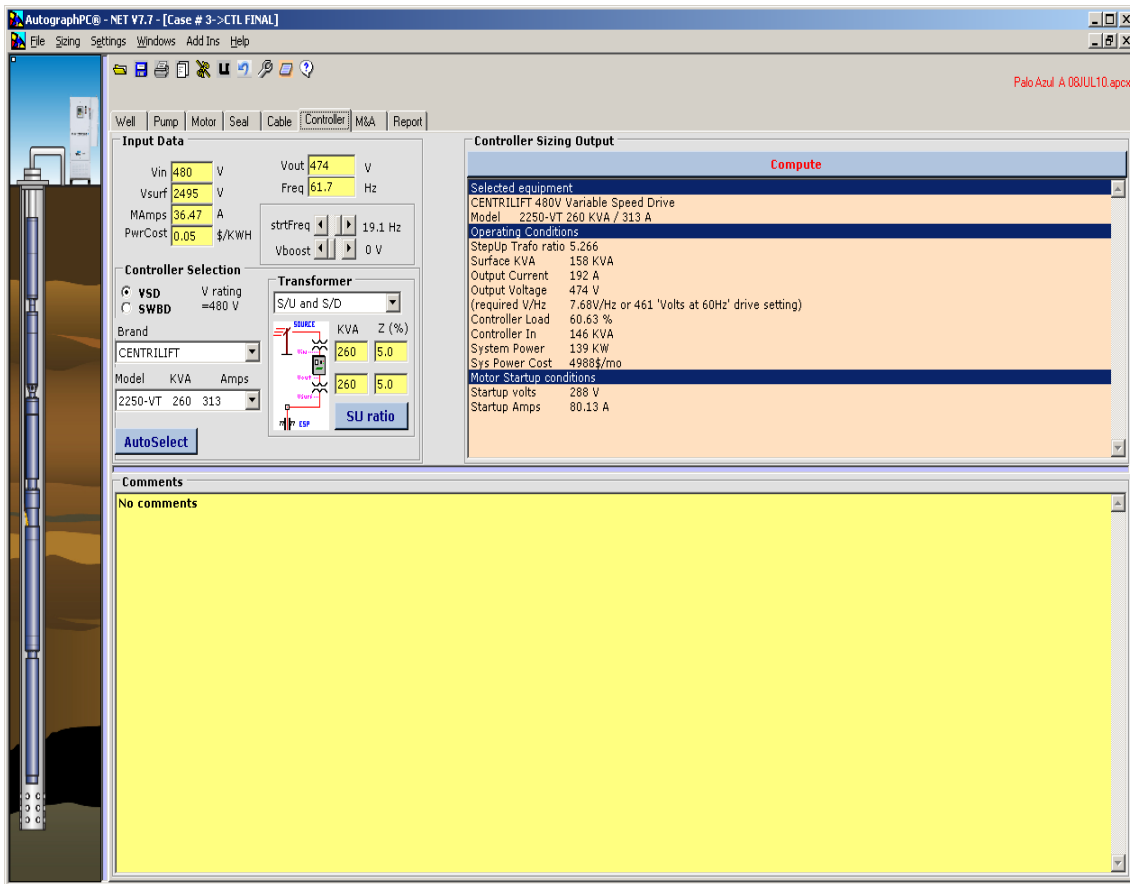 AutographPC® - NET V7.7 - [Case # 3->CTL FINAL]
File Sizing Settings Windows Add Ins Help
Palo Azul A 08JUL10.apcx
Well Pump Motor Seal Cable Controller M&A Report
Input Data
Vin 480 V
Vout 474 V
Vsurf 2495 V
Freq 61.7 Hz
MAmps 36.47 A
PwrCost 0.05 $/KWH
strtFreq 19.1 Hz
Vboost 0 V
Controller Selection
VSD V rating
SWBD =480 V
Brand
CENTRILIFT
Model KVA Amps
2250-VT 260 313
AutoSelect
Transformer
S/U and S/D
SOURCE
KVA Z (%)
260 5.0
260 5.0
ESP
SU ratio
Controller Sizing Output
Compute
Selected equipment
CENTRILIFT 480V Variable Speed Drive
Model 2250-VT 260 KVA / 313 A
Operating Conditions
StepUp Trafo ratio 5.266
Surface KVA 158 KVA
Output Current 192 A
Output Voltage 474 V
(required V/Hz 7.68V/Hz or 461 'Volts at 60Hz' drive setting)
Controller Load 60.63 %
Controller In 146 KVA
System Power 139 KW
Sys Power Cost 4988$/mo
Motor Startup conditions
Startup volts 288 V
Startup Amps 80.13 A
Comments
No comments